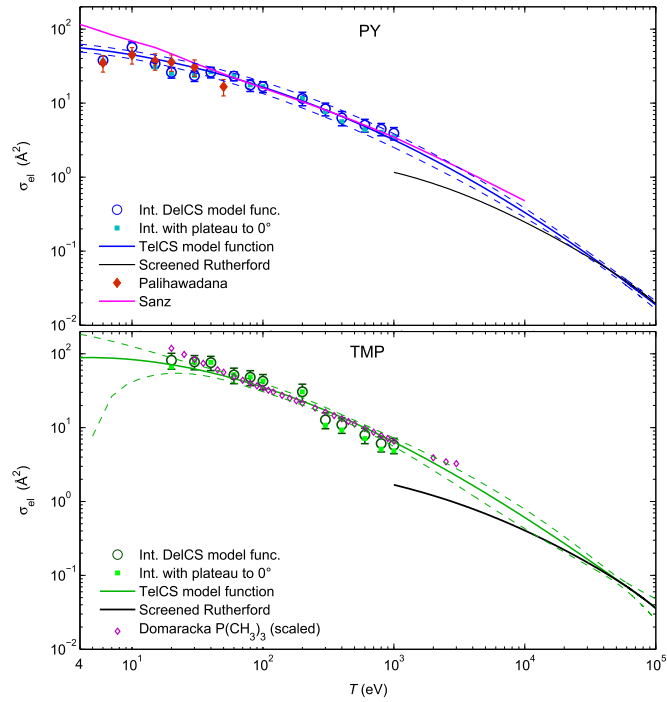 PY
10²
10¹
10⁰
10⁻¹
10⁻²
σel (Å²)
Int. DelCS model func.
Int. with plateau to 0°
TelCS model function
Screened Rutherford
Palihawadana
Sanz
TMP
10²
10¹
10⁰
10⁻¹
10⁻²
σel (Å²)
Int. DelCS model func.
Int. with plateau to 0°
TelCS model function
Screened Rutherford
Domaracka P(CH₃)₃ (scaled)
4 10¹ 10² 10³ 10⁴ 10⁵
T (eV)